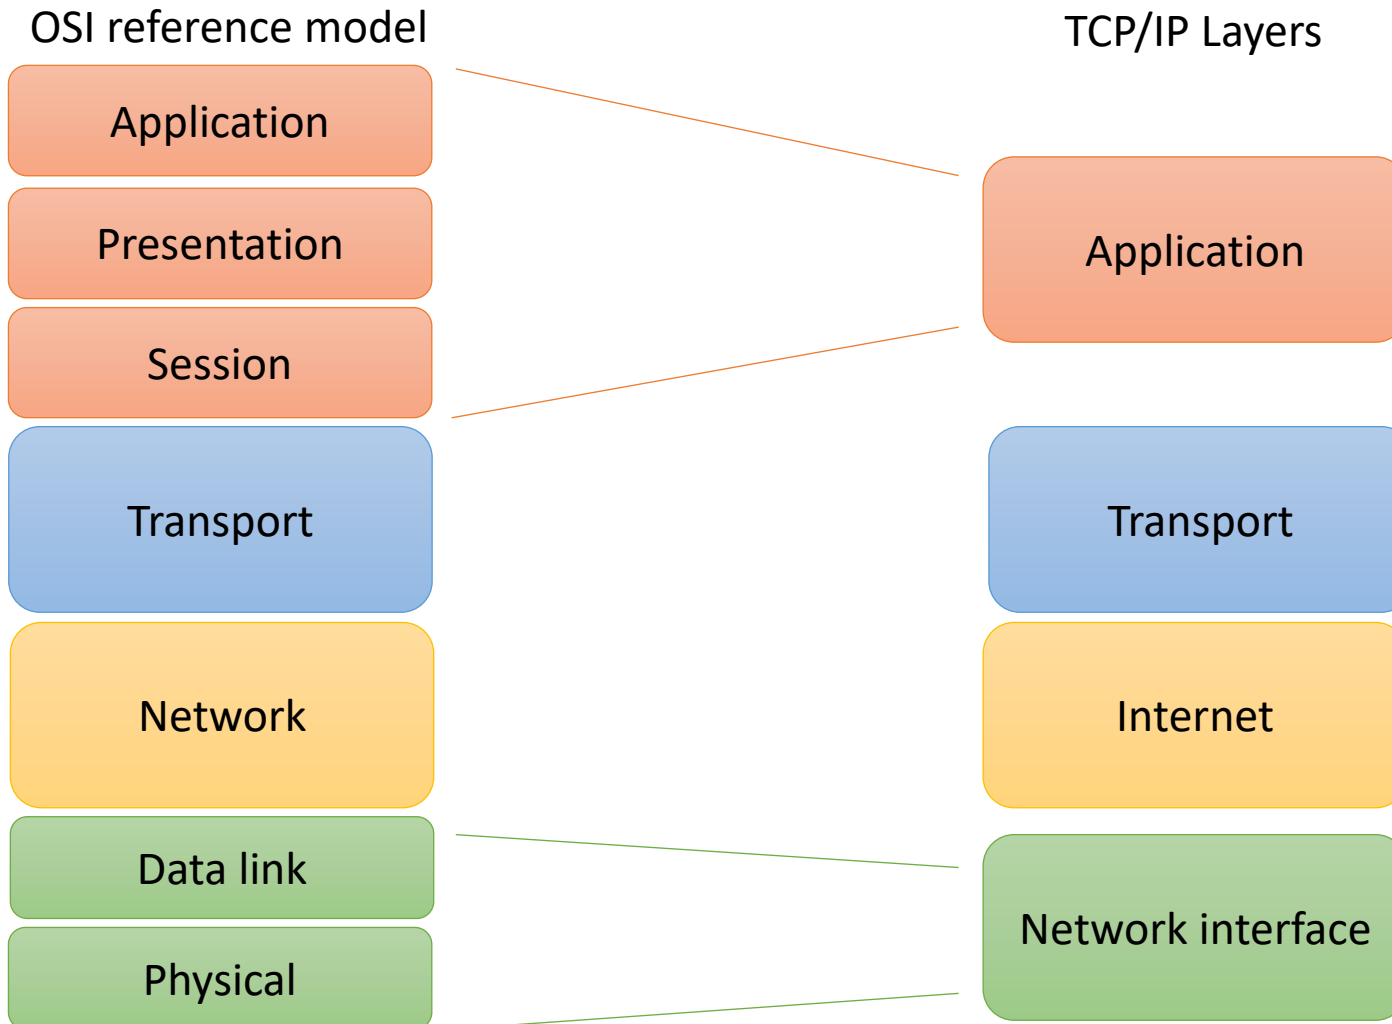 OSI reference model
Application
Presentation
Session
Transport
Network
Data link
Physical
TCP/IP Layers
Application
Transport
Internet
Network interface